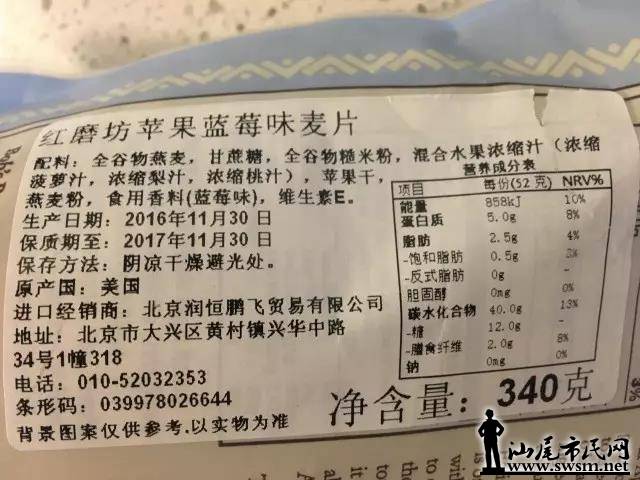 红磨坊苹果蓝莓味麦片
配料：全谷物燕麦，甘蔗糖，全谷物糙米粉，混合水果浓缩汁（浓缩
菠萝汁，浓缩梨汁，浓缩桃汁），苹果干，
燕麦粉，食用香料(蓝莓味)，维生素E。
生产日期：2016年11月30日
保质期至：2017年11月30日
保存方法：阴凉干燥避光处。
原产国：美国
进口经销商：北京润恒鹏飞贸易有限公司
地址：北京市大兴区黄村镇兴华中路
34号1幢318
电话：010-52032353
条形码：039978026644
背景图案仅供参考.以实物为准
营养成分表
项目 每份(52克) NRV%
能量 858kJ 10%
蛋白质 5.0g 8%
脂肪 2.5g 4%
-饱和脂肪 0.5g
-反式脂肪 0g
胆固醇 0mg 0%
碳水化合物 40.0g 13%
-糖 12.0g
-膳食纤维 2.0g 8%
钠 0mg 0%
净含量：340克
汕尾市民网
www.swsm.net